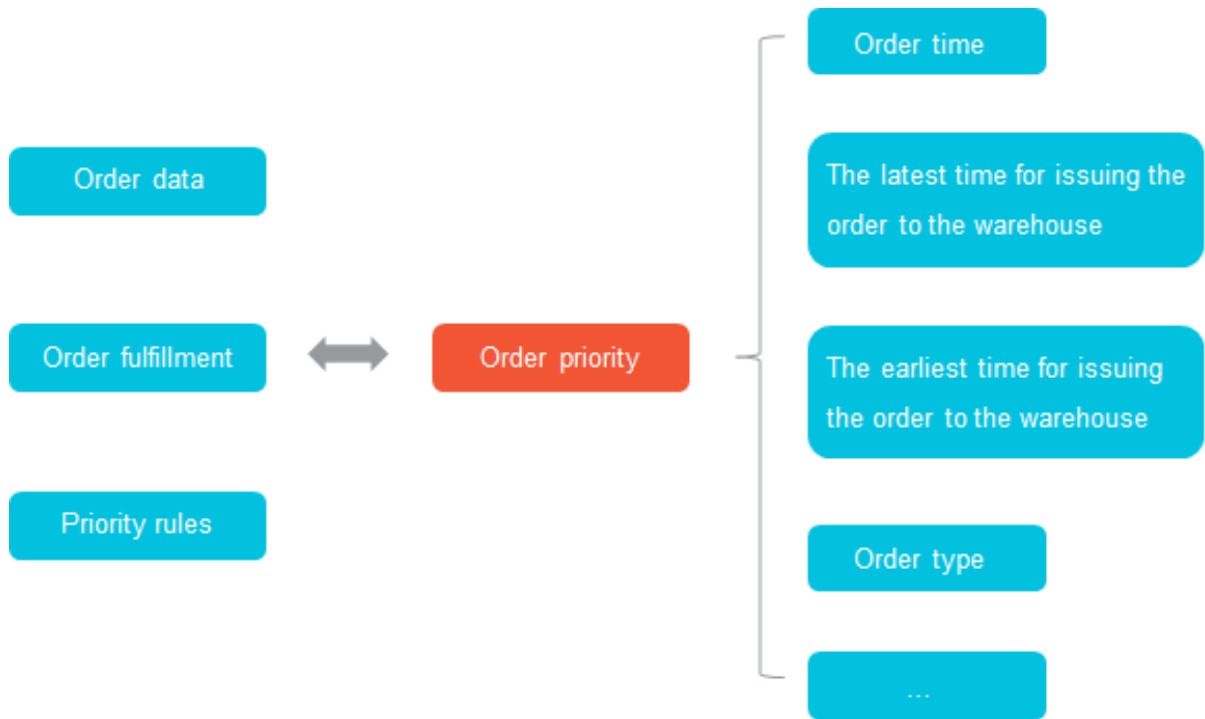 Order data
Order fulfillment
Priority rules
Order priority
Order time
The latest time for issuing the
order to the warehouse
The earliest time for issuing
the order to the warehouse
Order type
...